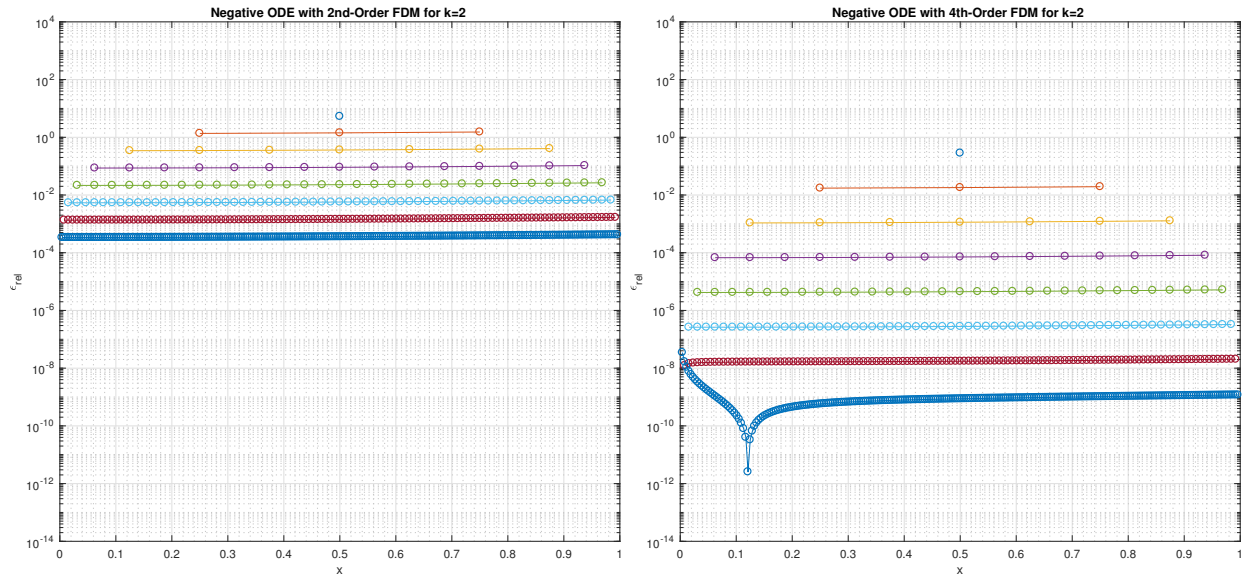 Negative ODE with 2nd-Order FDM for k=2
10^4
10^2
10^0
10^-2
10^-4
10^-6
10^-8
10^-10
10^-12
10^-14
ϵ_rel
0 0.1 0.2 0.3 0.4 0.5 0.6 0.7 0.8 0.9 1
x
Negative ODE with 4th-Order FDM for k=2
10^4
10^2
10^0
10^-2
10^-4
10^-6
10^-8
10^-10
10^-12
10^-14
ϵ_rel
0 0.1 0.2 0.3 0.4 0.5 0.6 0.7 0.8 0.9 1
x